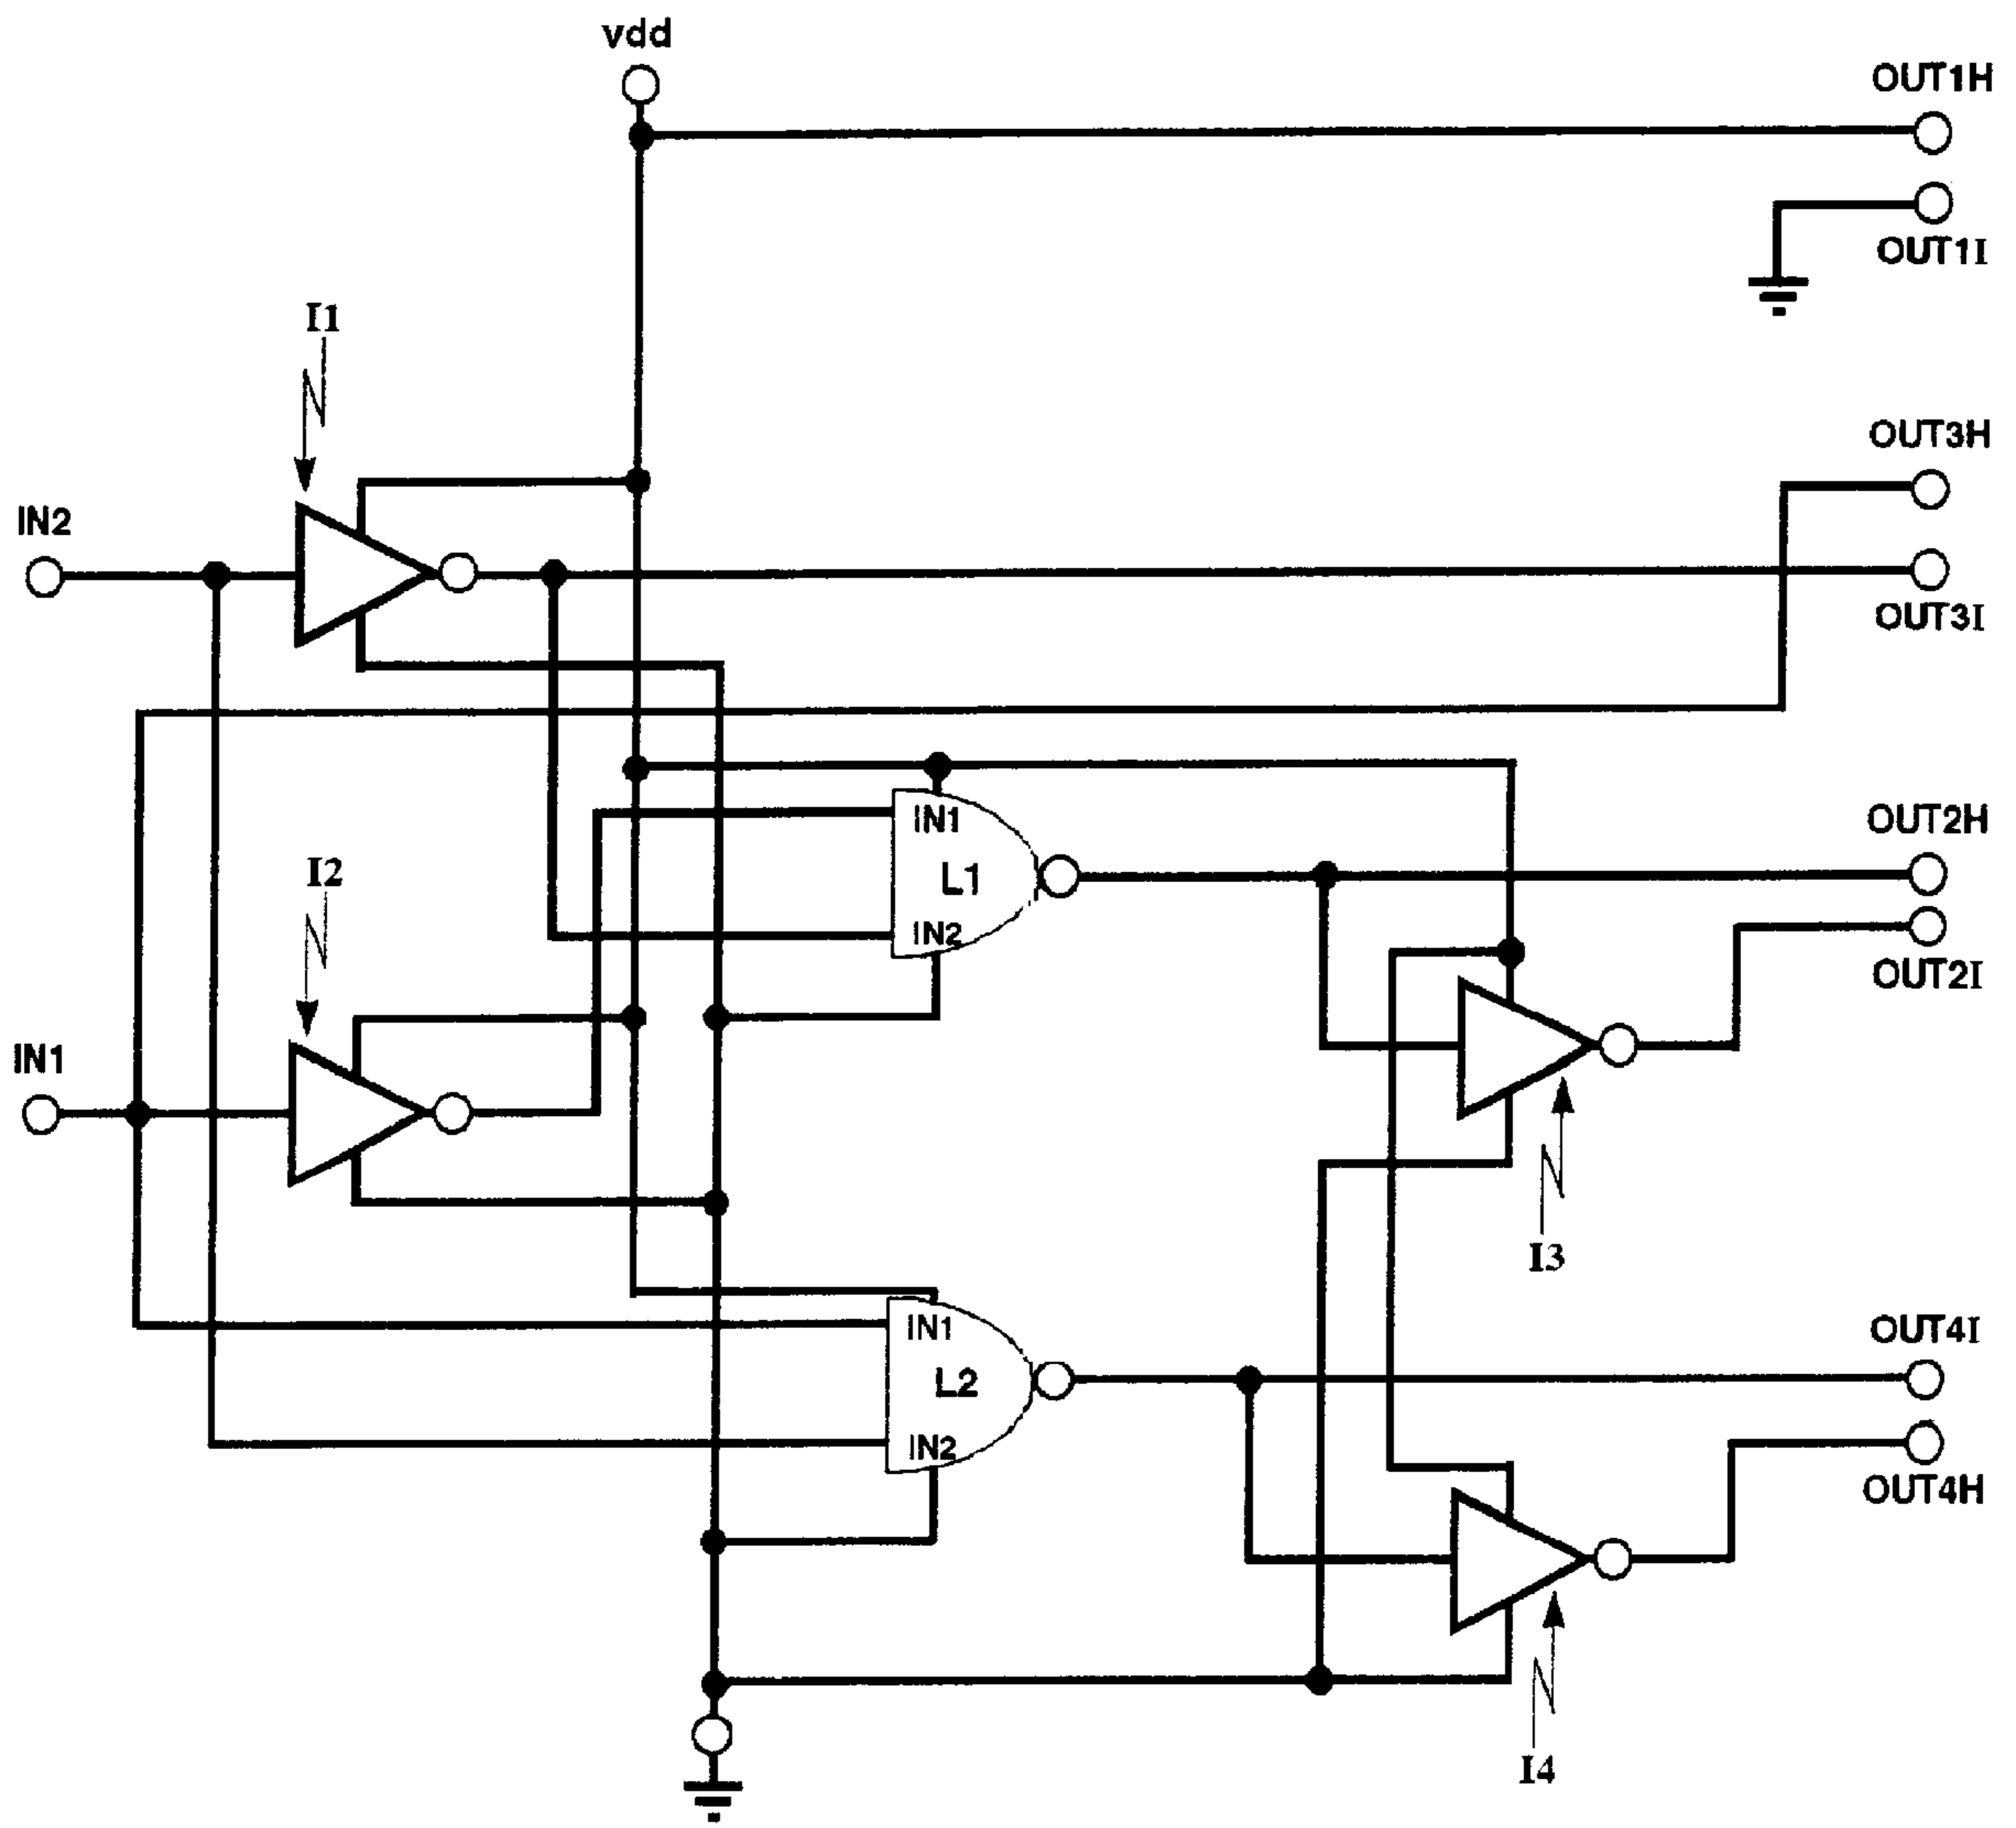 vdd
OUT1H
OUT1I
I1
OUT3H
IN2
OUT3I
IN1
OUT2H
L1
I2
IN2
OUT2I
IN1
I3
IN1
OUT4I
L2
IN2
OUT4H
I4